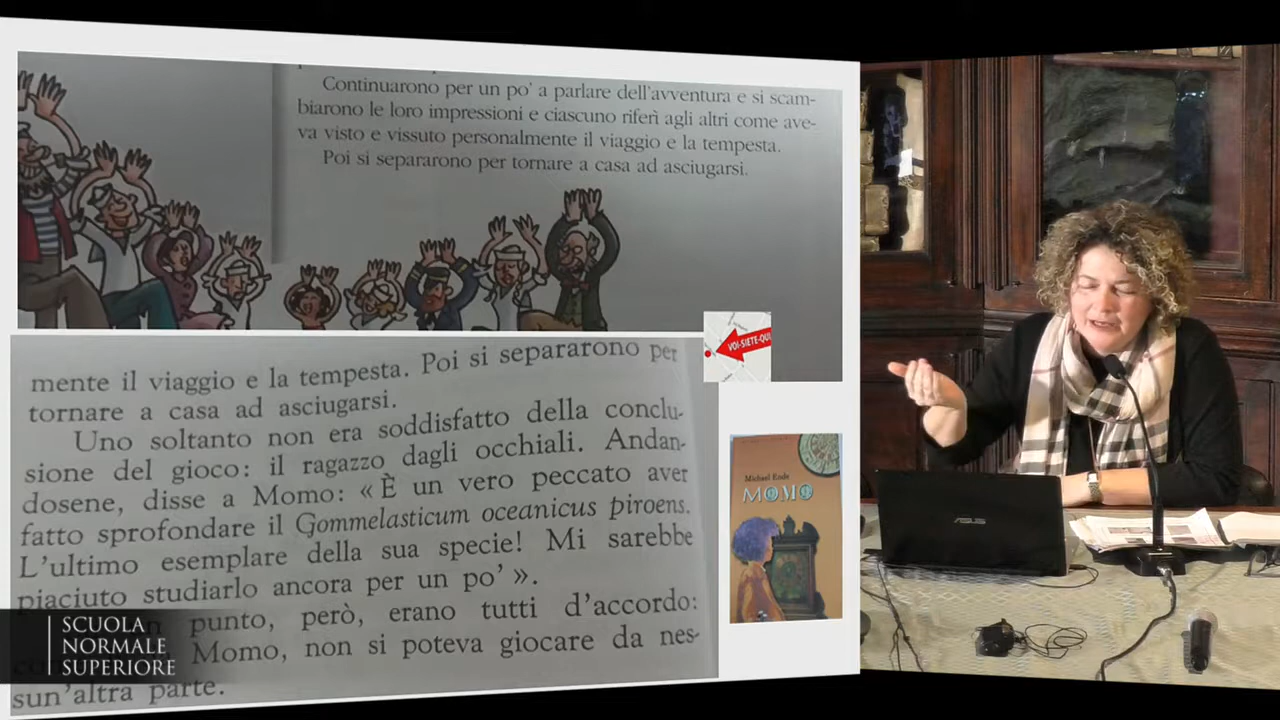 Continuarono per un po' a parlare dell'avventura e si scam-
biarono le loro impressioni e ciascuno riferì agli altri come ave-
va visto e vissuto personalmente il viaggio e la tempesta.
Poi si separarono per tornare a casa ad asciugarsi.
VOI-SIETE-QUI
mente il viaggio e la tempesta. Poi si separarono per
tornare a casa ad asciugarsi.
Uno soltanto non era soddisfatto della conclu-
sione del gioco: il ragazzo dagli occhiali. Andan-
dosene, disse a Momo: «È un vero peccato aver
fatto sprofondare il Gommelasticum oceanicus piroens.
L'ultimo esemplare della sua specie! Mi sarebbe
piaciuto studiarlo ancora per un po'».
punto, però, erano tutti d'accordo:
Momo, non si poteva giocare da nes-
sun'altra parte.
Michael Ende
MOMO
SCUOLA
NORMALE
SUPERIORE
ASUS